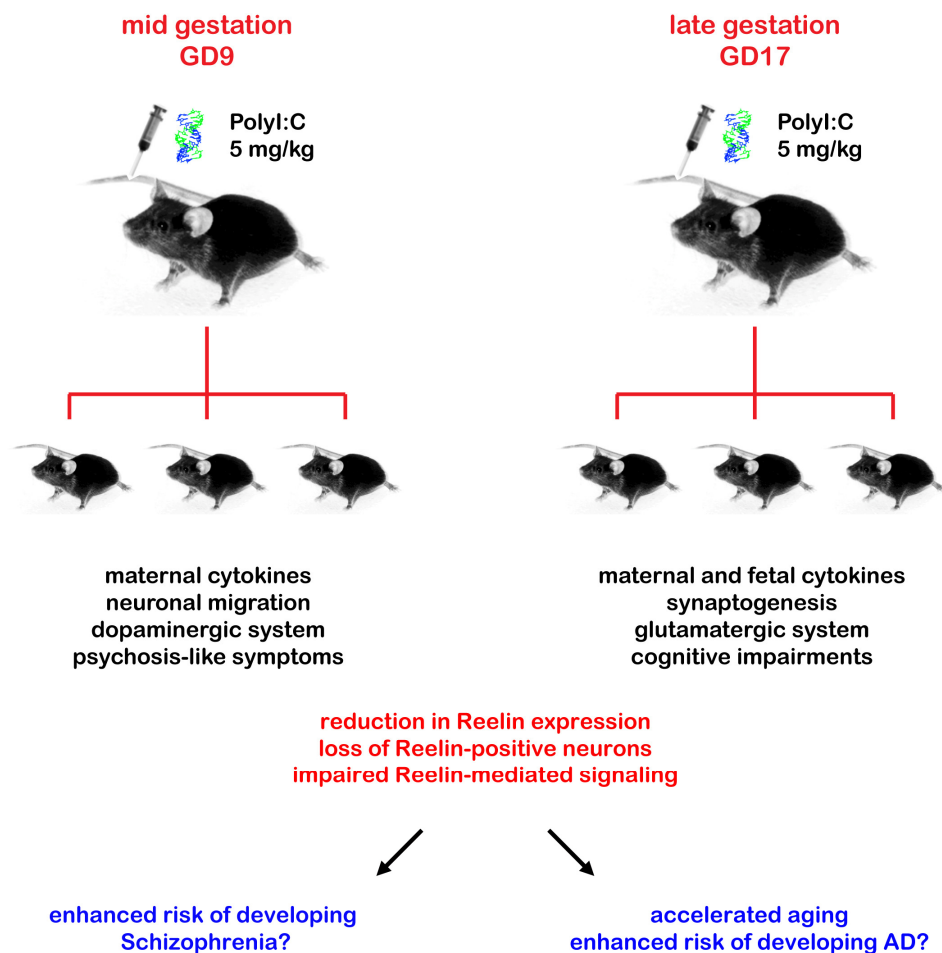 mid gestation
GD9
PolyI:C
5 mg/kg
late gestation
GD17
PolyI:C
5 mg/kg
maternal cytokines
neuronal migration
dopaminergic system
psychosis-like symptoms
maternal and fetal cytokines
synaptogenesis
glutamatergic system
cognitive impairments
reduction in Reelin expression
loss of Reelin-positive neurons
impaired Reelin-mediated signaling
enhanced risk of developing
Schizophrenia?
accelerated aging
enhanced risk of developing AD?